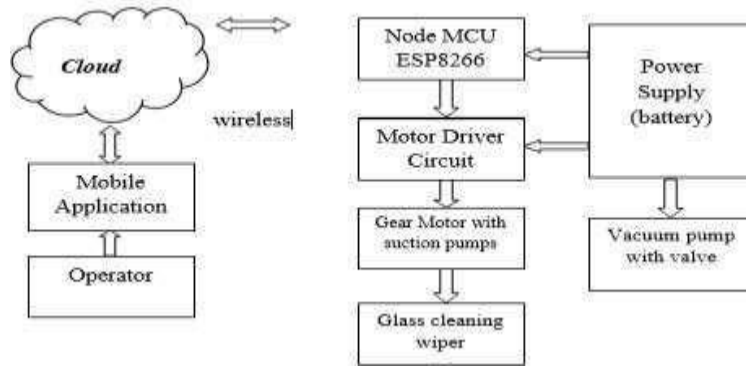 Cloud
wireless
Mobile
Application
Operator
Node MCU
ESP8266
Motor Driver
Circuit
Gear Motor with
suction pumps
Glass cleaning
wiper
Power
Supply
(battery)
Vacuum pump
with valve